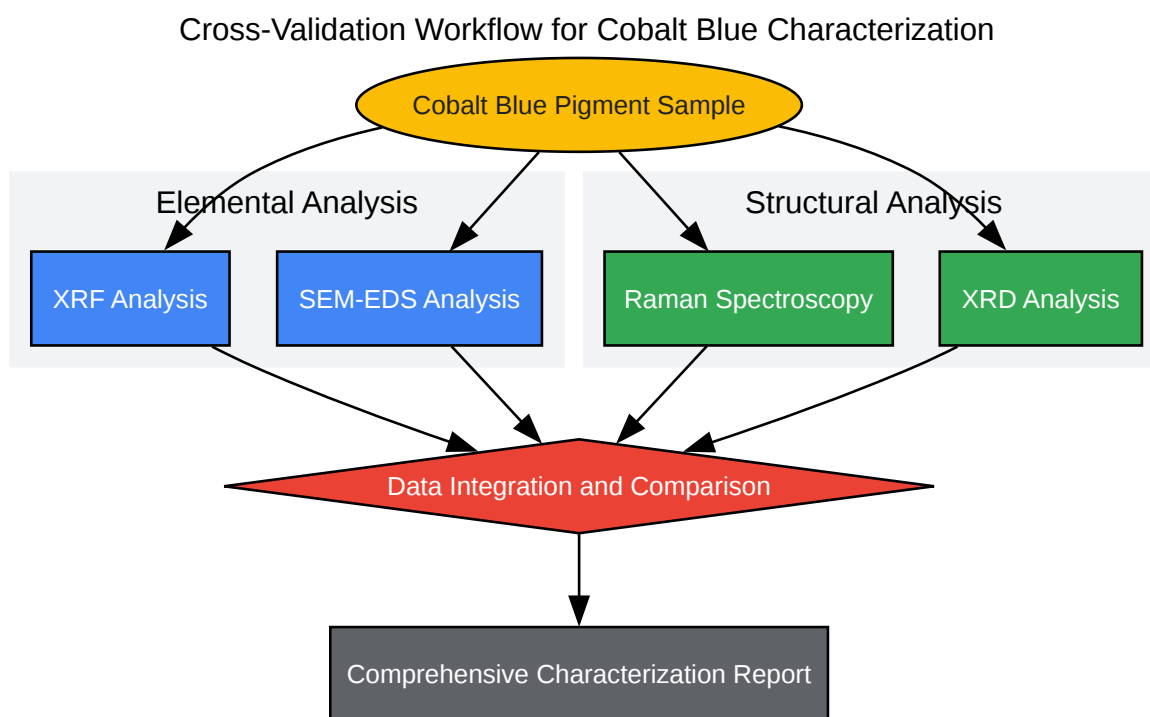 Cross-Validation Workflow for Cobalt Blue Characterization
Cobalt Blue Pigment Sample
Elemental Analysis
Structural Analysis
XRF Analysis
SEM-EDS Analysis
Raman Spectroscopy
XRD Analysis
Data Integration and Comparison
Comprehensive Characterization Report